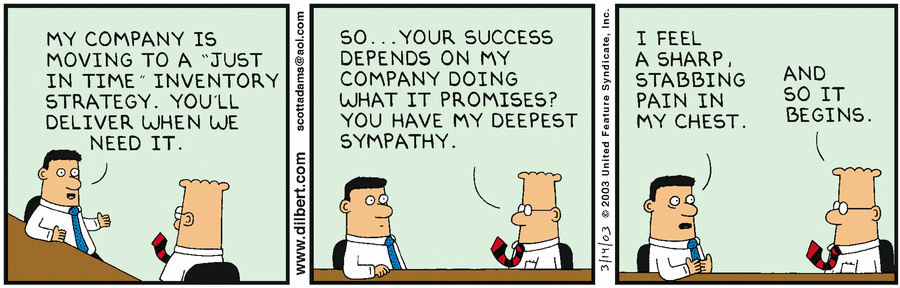 MY COMPANY IS
MOVING TO A "JUST
IN TIME" INVENTORY
STRATEGY. YOU'LL
DELIVER WHEN WE
NEED IT.
www.dilbert.com scottadams@aol.com
SO...YOUR SUCCESS
DEPENDS ON MY
COMPANY DOING
WHAT IT PROMISES?
YOU HAVE MY DEEPEST
SYMPATHY.
3/14/03 © 2003 United Feature Syndicate, Inc.
I FEEL
A SHARP,
STABBING
PAIN IN
MY CHEST.
AND
SO IT
BEGINS.